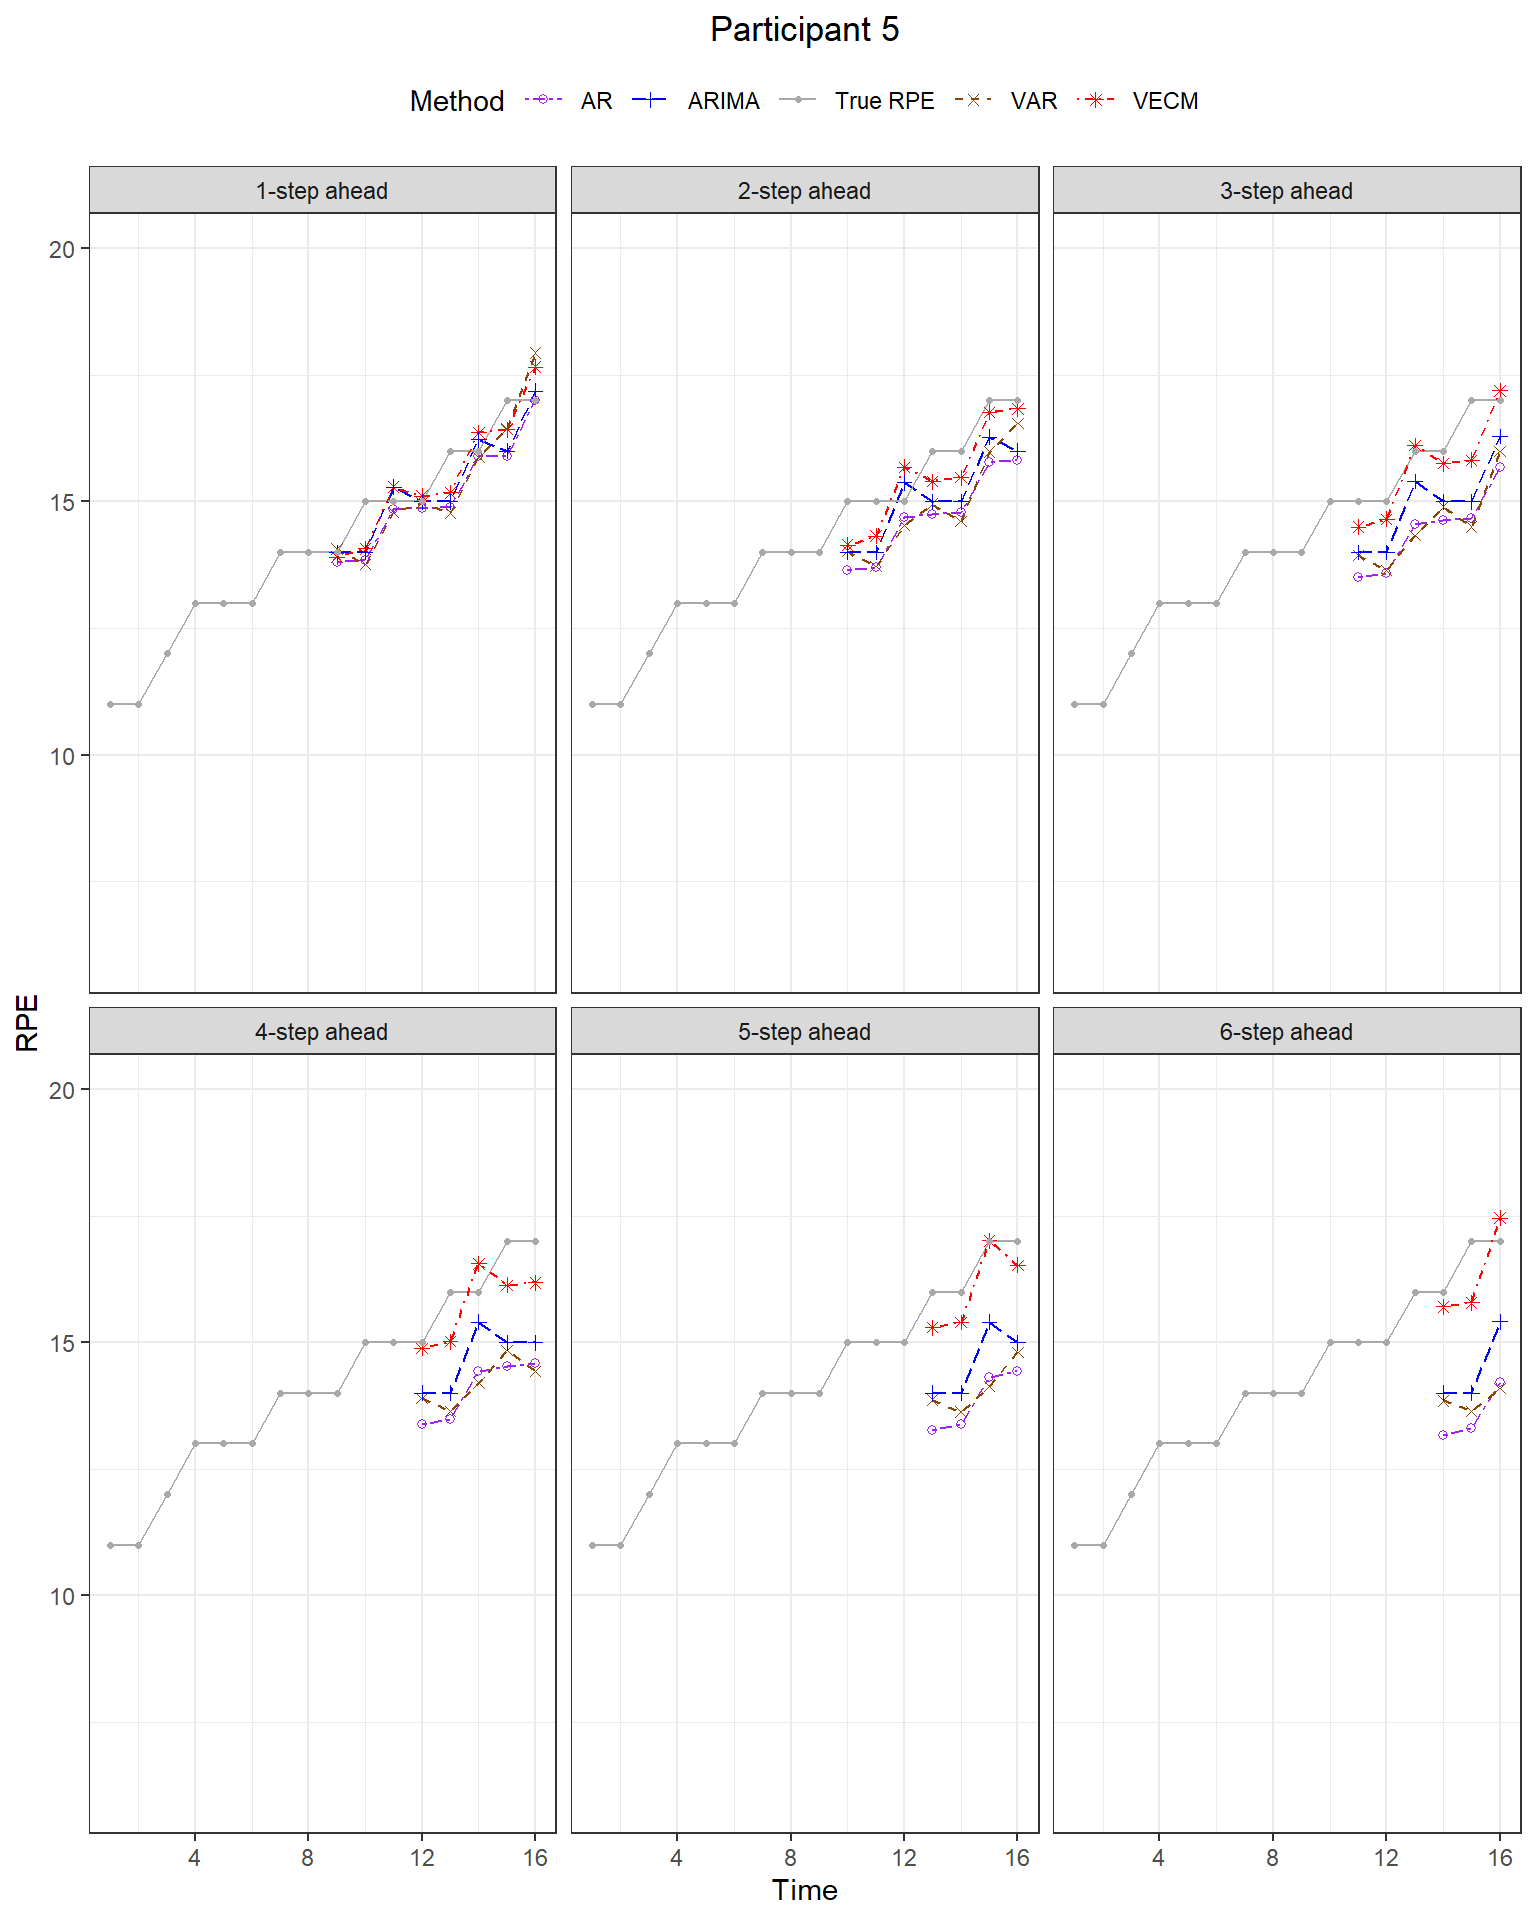 Participant 5
Method AR ARIMA True RPE VAR VECM
1-step ahead 2-step ahead 3-step ahead
20
15
10
RPE
4-step ahead 5-step ahead 6-step ahead
20
15
10
4 8 12 16 4 8 12 16 4 8 12 16
Time